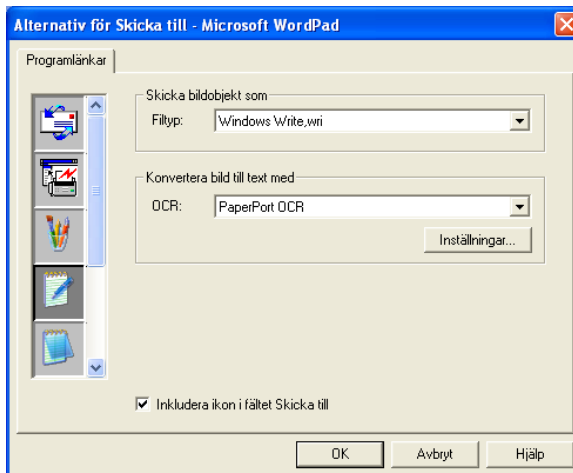 Alternativ för Skicka till - Microsoft WordPad
Programlänkar
Skicka bildobjekt som
Filtyp: Windows Write,wri
Konvertera bild till text med
OCR: PaperPort OCR
Inställningar...
Inkludera ikon i fältet Skicka till
OK Avbryt Hjälp